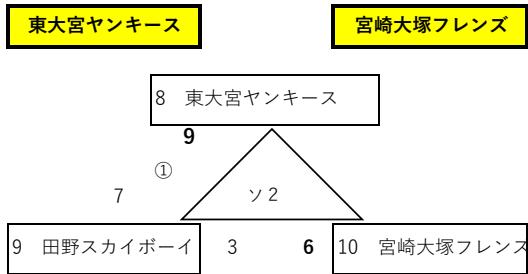 東大宮ヤンキース
宮崎大塚フレンズ
8 東大宮ヤンキース
9
①
7
ソ2
9 田野スカイボーイ
3
6
10 宮崎大塚フレンズ